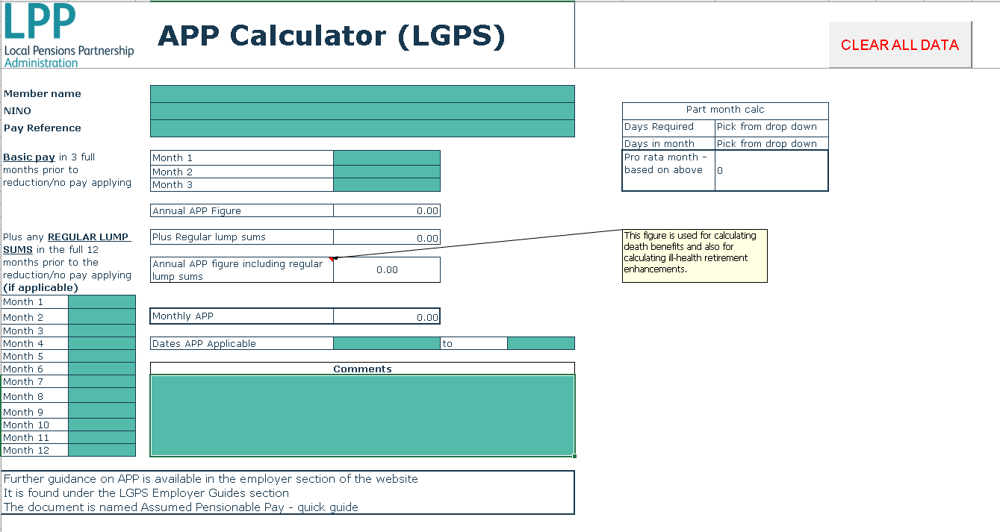 LPP
Local Pensions Partnership
Administration
APP Calculator (LGPS)
CLEAR ALL DATA
Member name
NINO
Pay Reference
Part month calc
Days Required Pick from drop down
Days in month Pick from drop down
Pro rata month -
based on above
0
Basic pay in 3 full
months prior to
reduction/no pay applying
Month 1
Month 2
Month 3
Annual APP Figure 0.00
Plus Regular lump sums 0.00
Annual APP figure including regular
lump sums
0.00
This figure is used for calculating
death benefits and also for
calculating ill-health retirement
enhancements.
Plus any REGULAR LUMP
SUMS in the full 12
months prior to the
reduction/no pay applying
(if applicable)
Month 1
Month 2
Month 3
Month 4
Month 5
Month 6
Month 7
Month 8
Month 9
Month 10
Month 11
Month 12
Monthly APP 0.00
Dates APP Applicable to
Comments
Further guidance on APP is available in the employer section of the website
It is found under the LGPS Employer Guides section
The document is named Assumed Pensionable Pay - quick guide